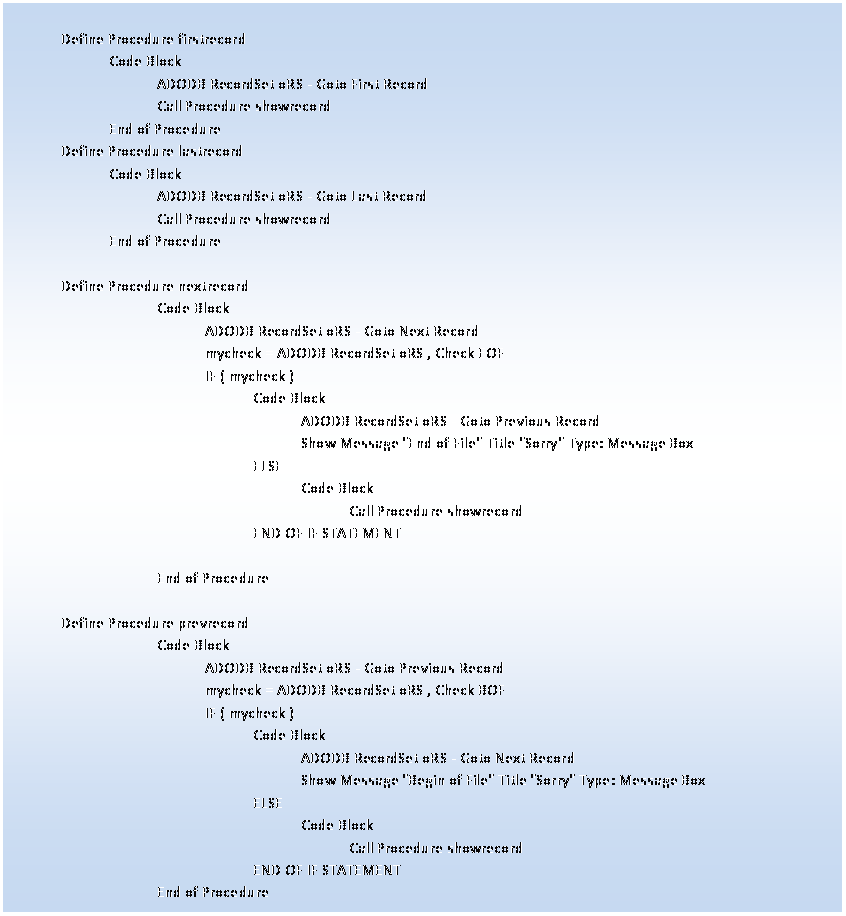 Define Procedure firstrecord
Code Block
ADODB RecordSet oRS - Goto First Record
Call Procedure showrecord
End of Procedure
Define Procedure lastrecord
Code Block
ADODB RecordSet oRS - Goto Last Record
Call Procedure showrecord
End of Procedure
Define Procedure nextrecord
Code Block
ADODB RecordSet oRS - Goto Next Record
mycheck = ADODB RecordSet oRS , Check EOF
IF ( mycheck )
Code Block
ADODB RecordSet oRS - Goto Previous Record
Show Message "End of File" Title "Sorry" Type: Message Box
ELSE
Code Block
Call Procedure showrecord
END OF IF STATEMENT
End of Procedure
Define Procedure prevrecord
Code Block
ADODB RecordSet oRS - Goto Previous Record
mycheck = ADODB RecordSet oRS , Check BOF
IF ( mycheck )
Code Block
ADODB RecordSet oRS - Goto Next Record
Show Message "Begin of File" Title "Sorry" Type: Message Box
ELSE
Code Block
Call Procedure showrecord
END OF IF STATEMENT
End of Procedure